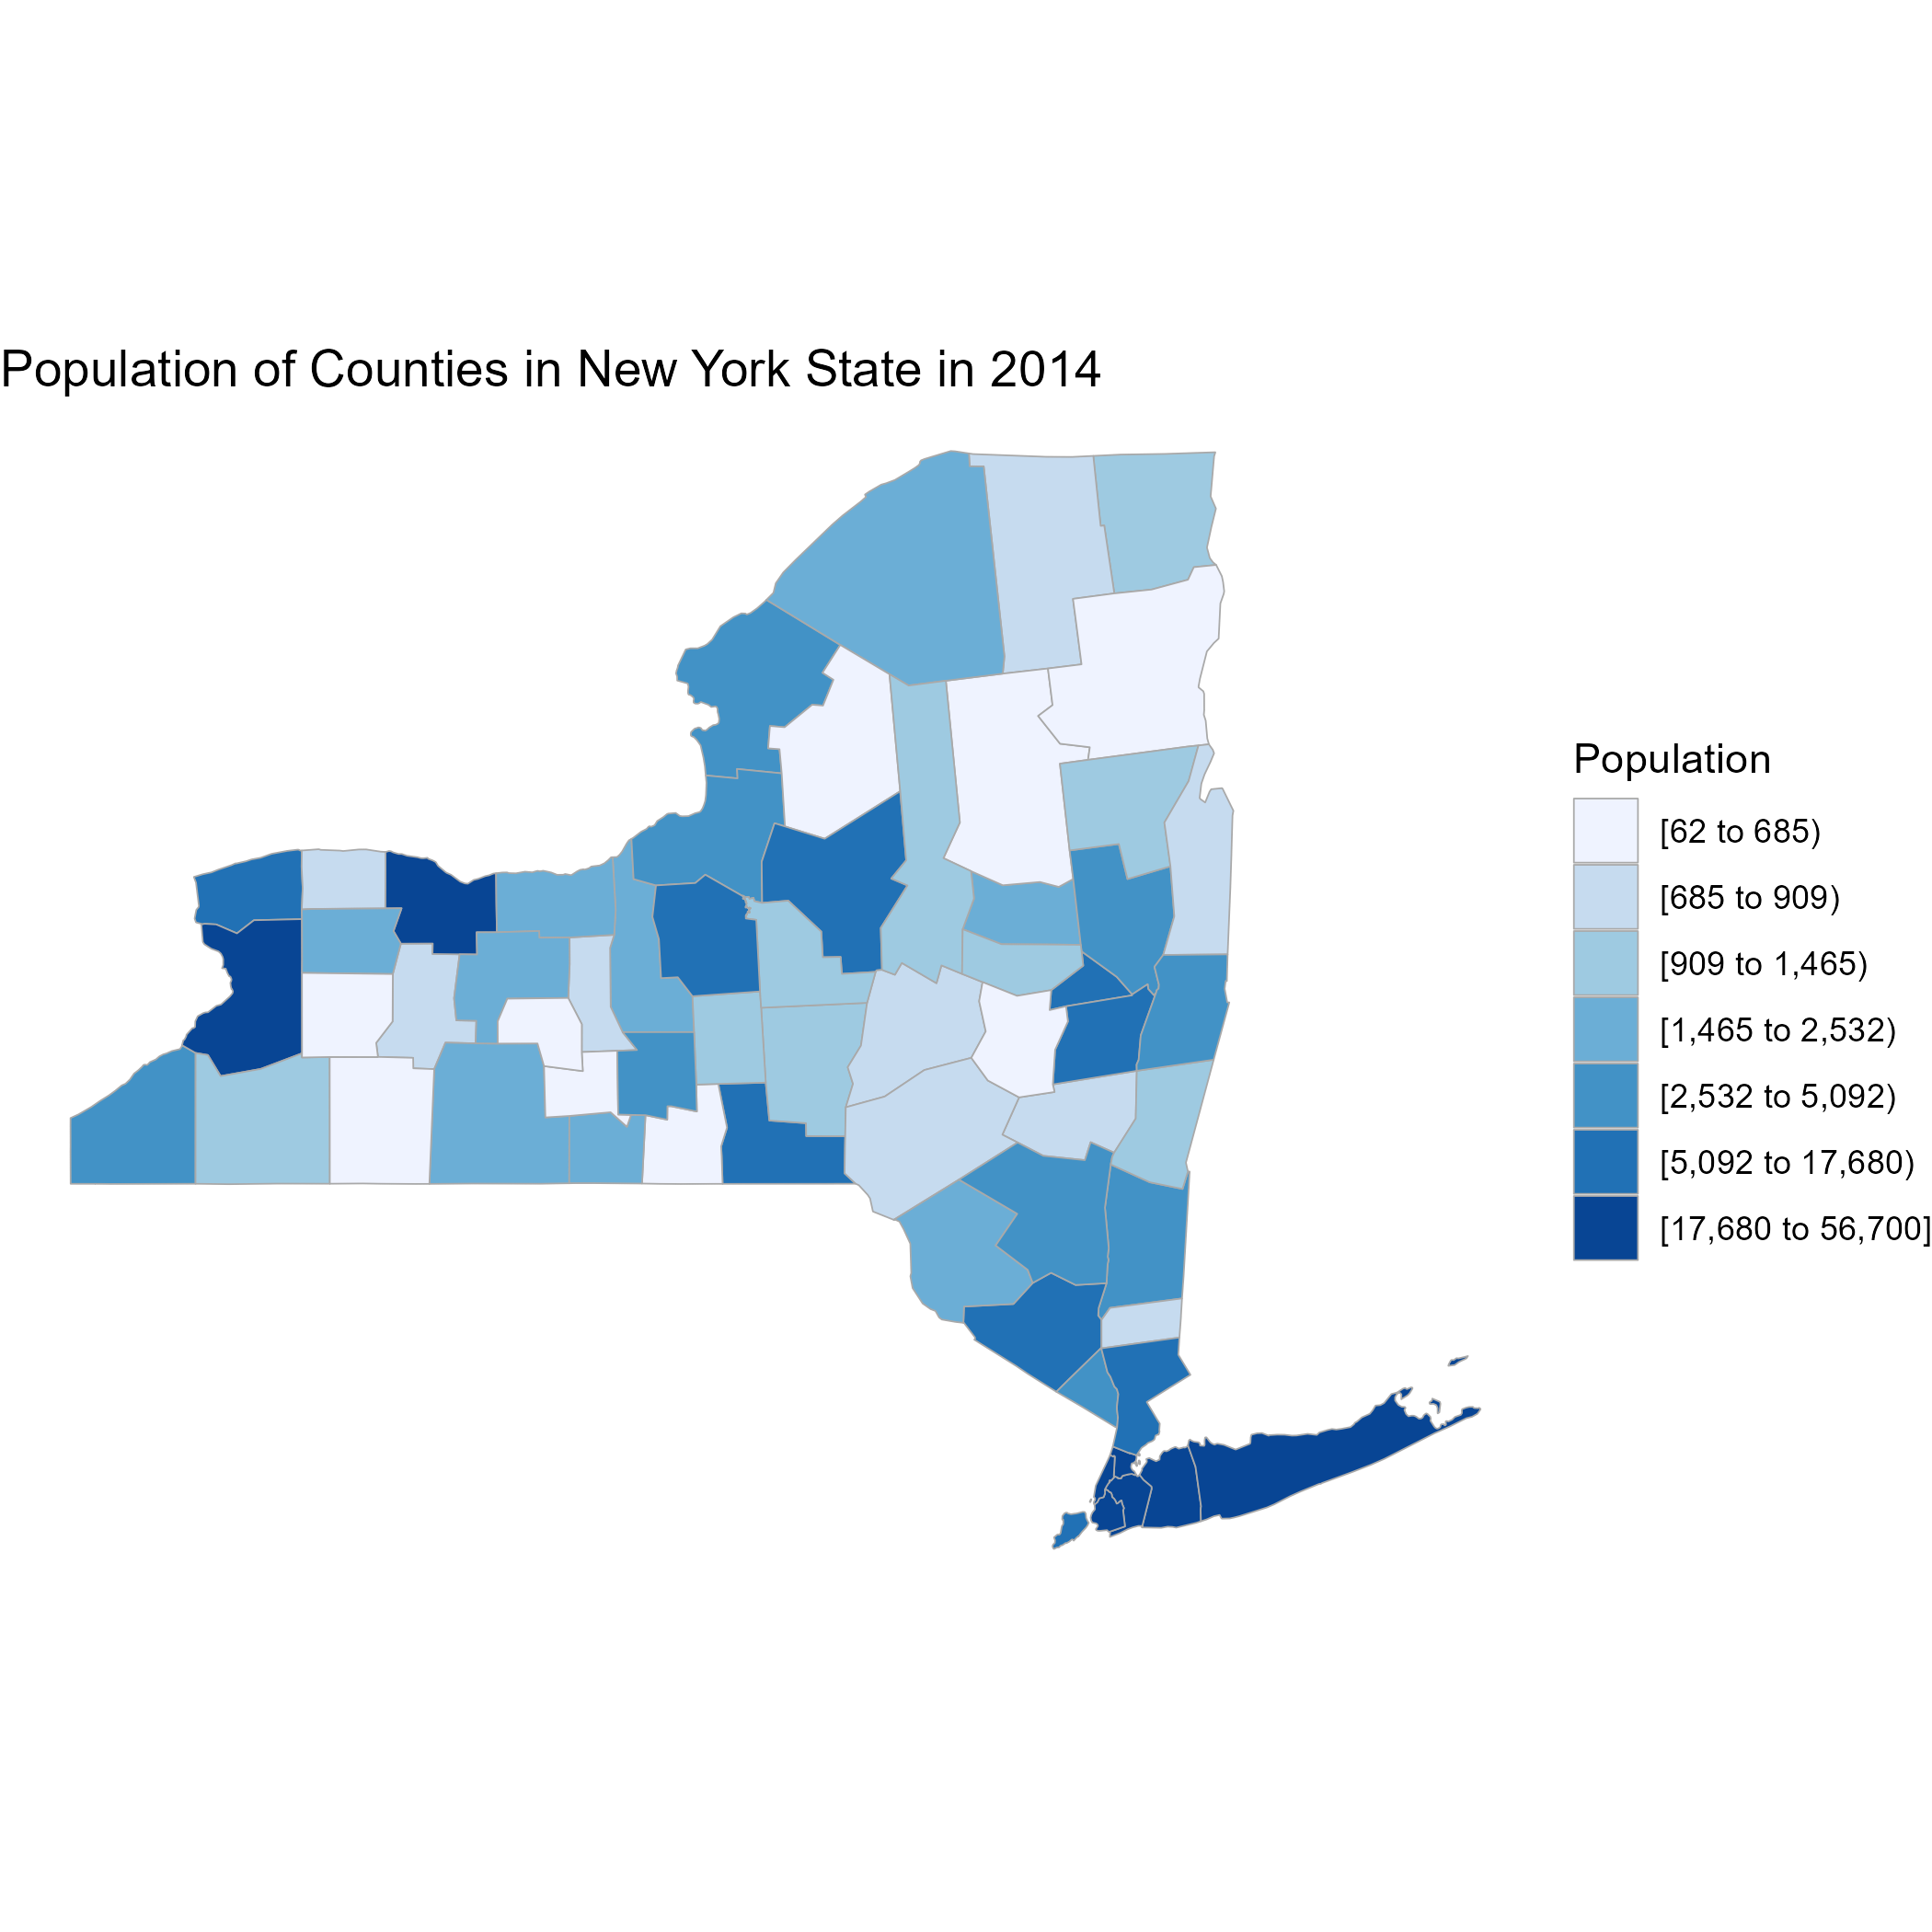 Population of Counties in New York State in 2014
Population
[62 to 685)
[685 to 909)
[909 to 1,465)
[1,465 to 2,532)
[2,532 to 5,092)
[5,092 to 17,680)
[17,680 to 56,700]